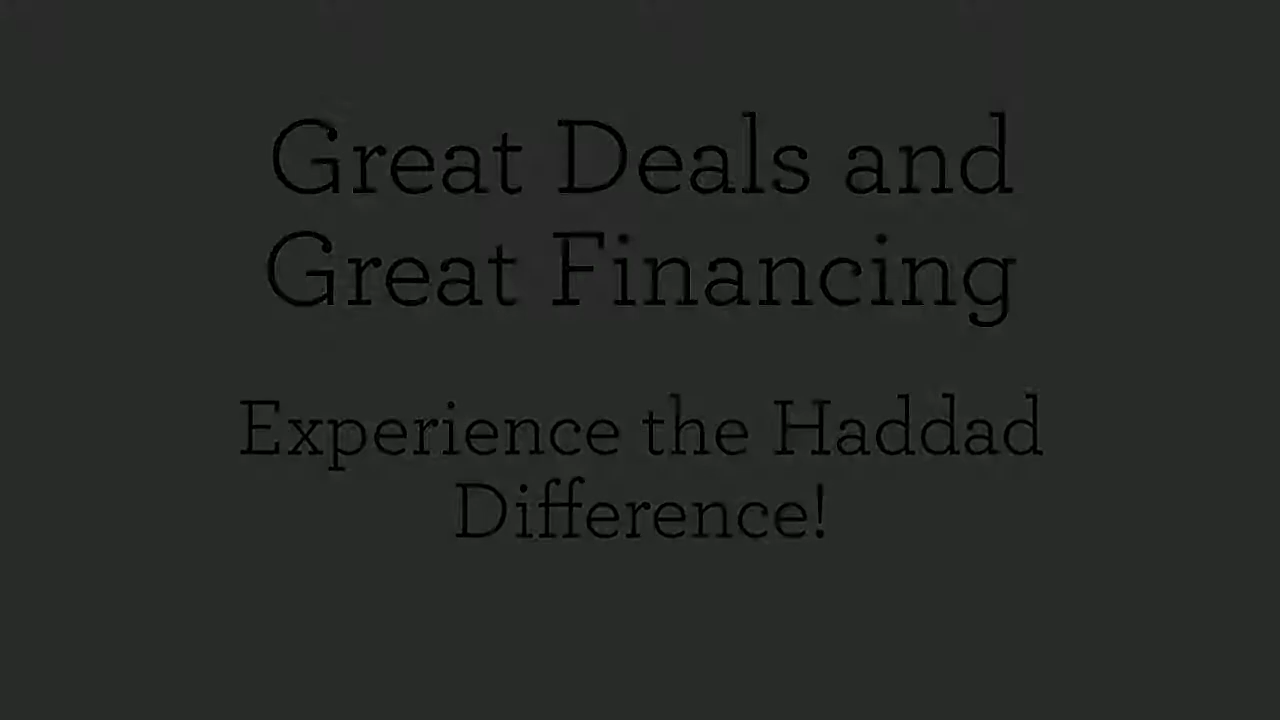 Great Deals and
Great Financing
Experience the Haddad
Difference!